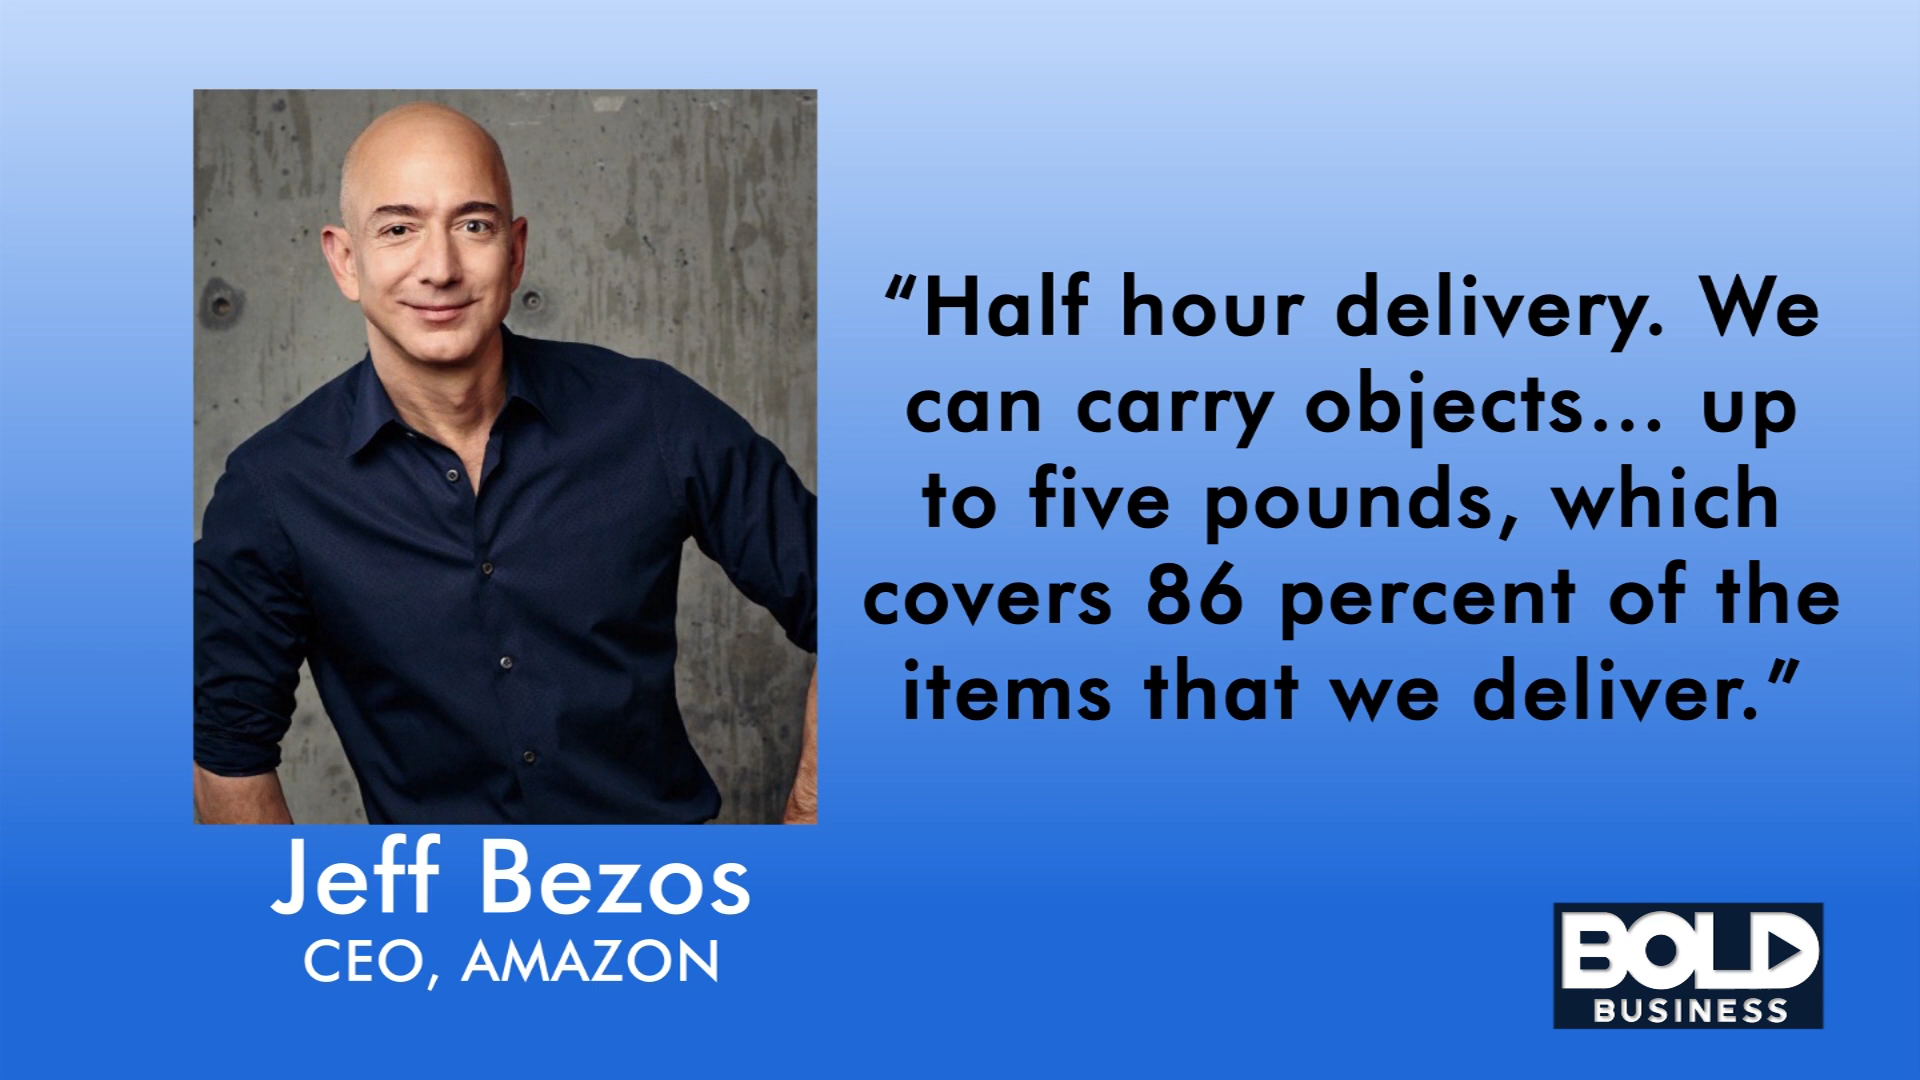 “Half hour delivery. We
can carry objects... up
to five pounds, which
covers 86 percent of the
items that we deliver.”
Jeff Bezos
CEO, AMAZON
BOLD
BUSINESS